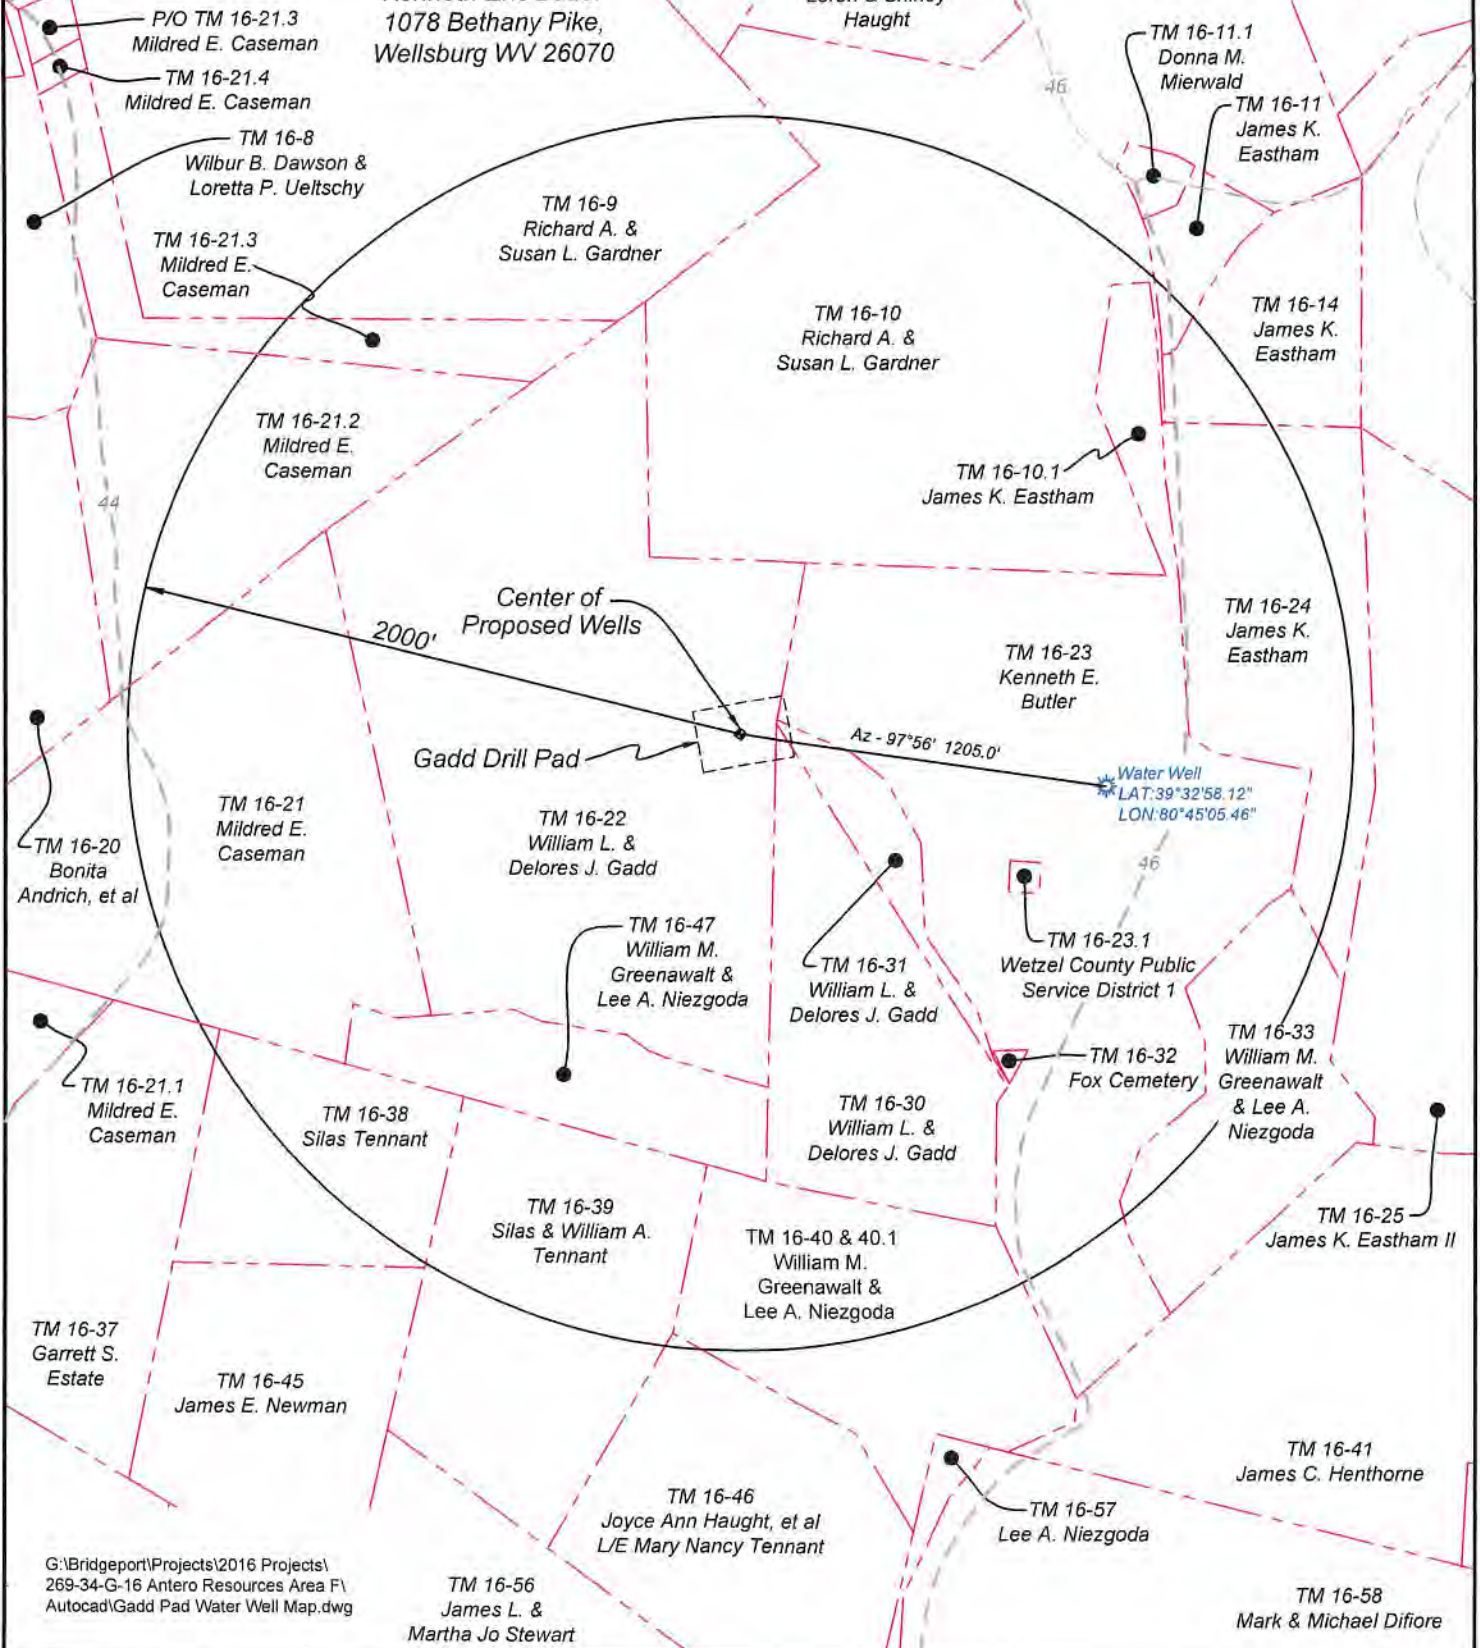 P/O TM 16-21.3
Mildred E. Caseman
TM 16-21.4
Mildred E. Caseman
1078 Bethany Pike,
Wellsburg WV 26070
Haught
TM 16-11.1
Donna M.
Mierwald
46
TM 16-11
James K.
Eastham
TM 16-8
Wilbur B. Dawson &
Loretta P. Ueltschy
TM 16-9
Richard A. &
Susan L. Gardner
TM 16-21.3
Mildred E.
Caseman
TM 16-10
Richard A. &
Susan L. Gardner
TM 16-14
James K.
Eastham
TM 16-21.2
Mildred E.
Caseman
TM 16-10.1
James K. Eastham
44
Center of
Proposed Wells
2000'
TM 16-24
James K.
Eastham
TM 16-23
Kenneth E.
Butler
Gadd Drill Pad
Az - 97°56' 1205.0'
Water Well
LAT:39°32'58.12"
LON:80°45'05.46"
TM 16-20
Bonita
Andrich, et al
TM 16-21
Mildred E.
Caseman
TM 16-22
William L. &
Delores J. Gadd
46
TM 16-47
William M.
Greenawalt &
Lee A. Niezgoda
TM 16-31
William L. &
Delores J. Gadd
TM 16-23.1
Wetzel County Public
Service District 1
TM 16-33
William M.
Greenawalt
& Lee A.
Niezgoda
TM 16-32
Fox Cemetery
TM 16-21.1
Mildred E.
Caseman
TM 16-38
Silas Tennant
TM 16-30
William L. &
Delores J. Gadd
TM 16-39
Silas & William A.
Tennant
TM 16-40 & 40.1
William M.
Greenawalt &
Lee A. Niezgoda
TM 16-25
James K. Eastham II
TM 16-37
Garrett S.
Estate
TM 16-45
James E. Newman
TM 16-41
James C. Henthorne
TM 16-46
Joyce Ann Haught, et al
L/E Mary Nancy Tennant
TM 16-57
Lee A. Niezgoda
G:\Bridgeport\Projects\2016 Projects\
269-34-G-16 Antero Resources Area F\
Autocad\Gadd Pad Water Well Map.dwg
TM 16-56
James L. &
Martha Jo Stewart
TM 16-58
Mark & Michael Difiore